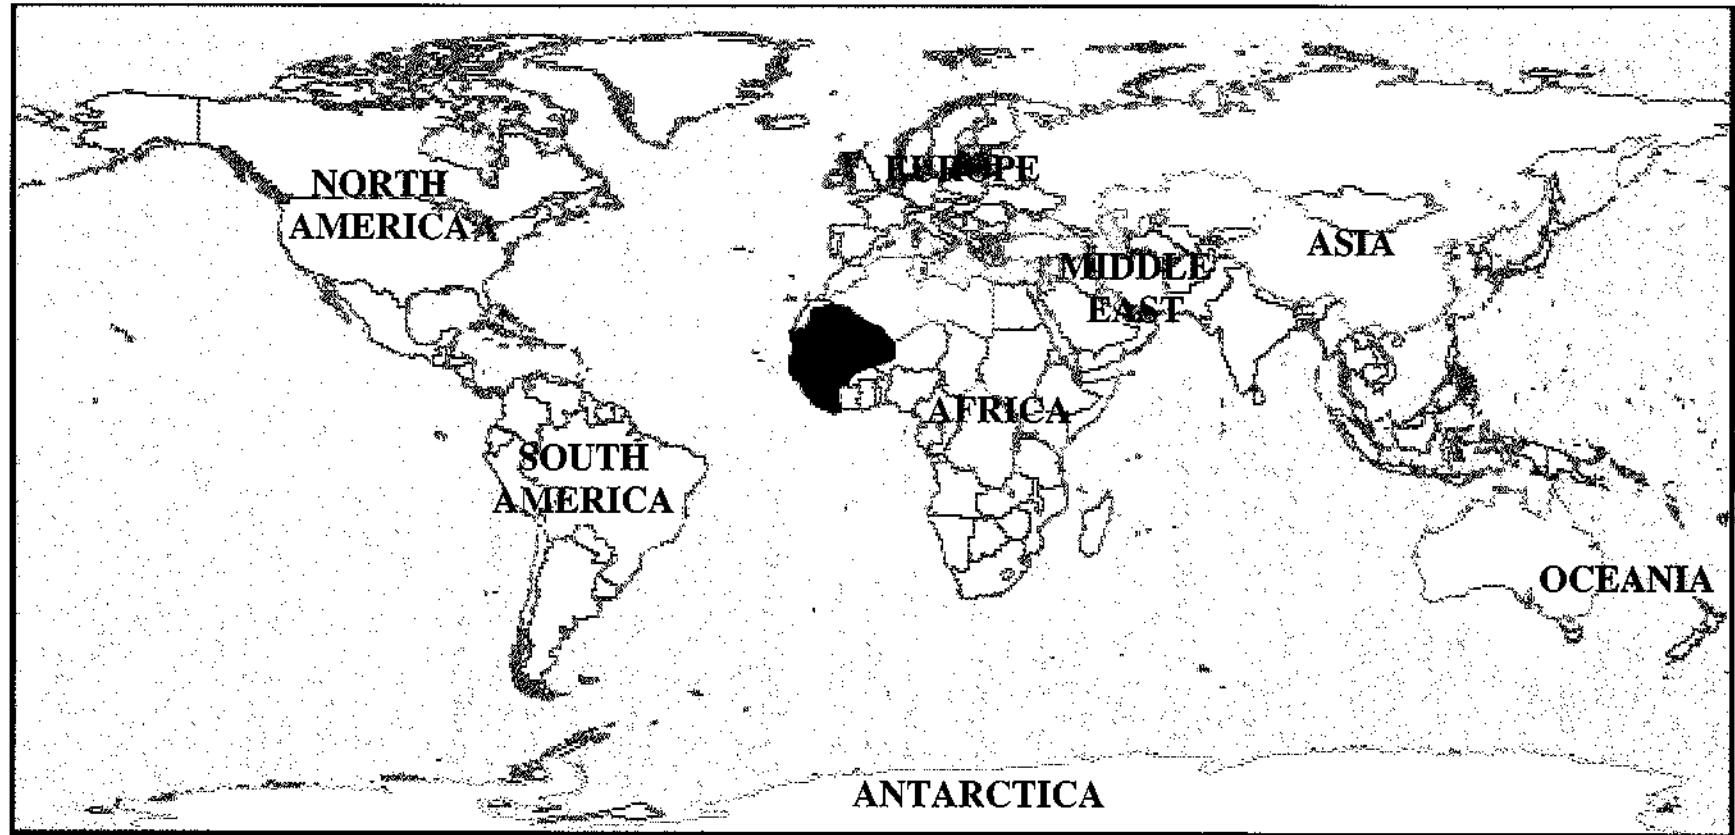 NORTH
AMERICA
EUROPE
ASIA
MIDDLE
EAST
AFRICA
SOUTH
AMERICA
OCEANIA
ANTARCTICA